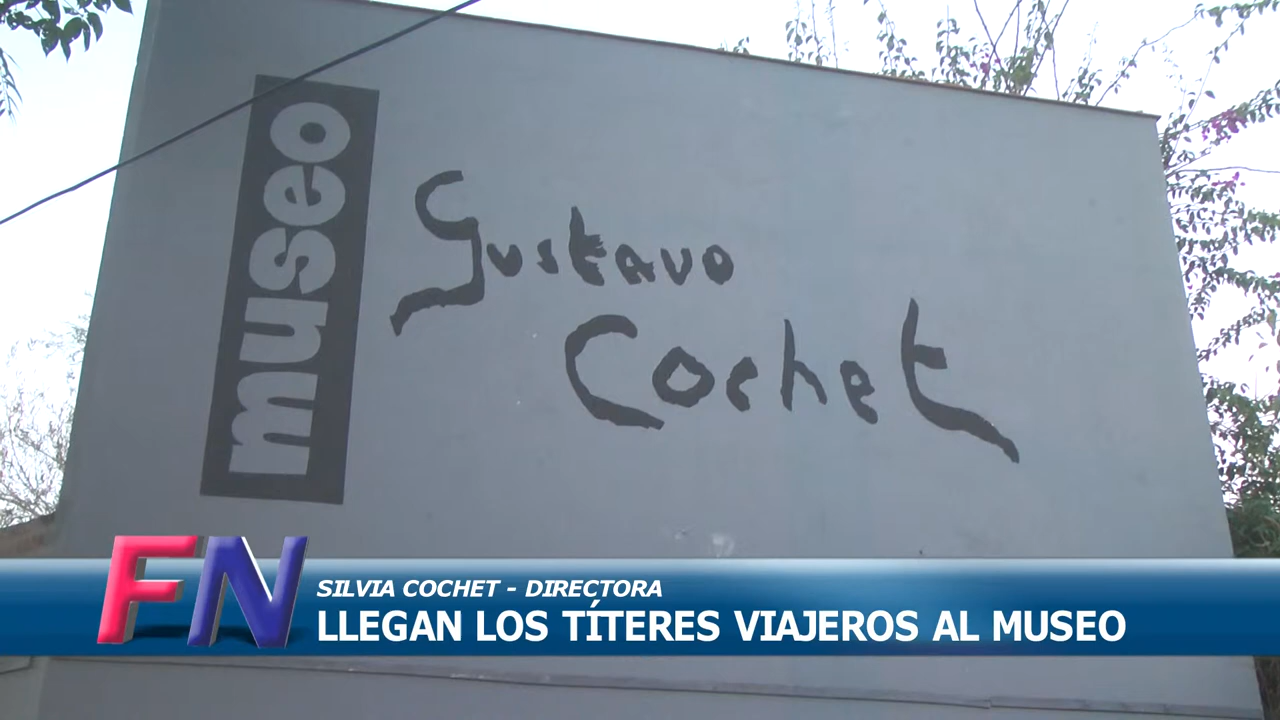 museo
Gustavo
Cochet
FN
SILVIA COCHET - DIRECTORA
LLEGAN LOS TÍTERES VIAJEROS AL MUSEO